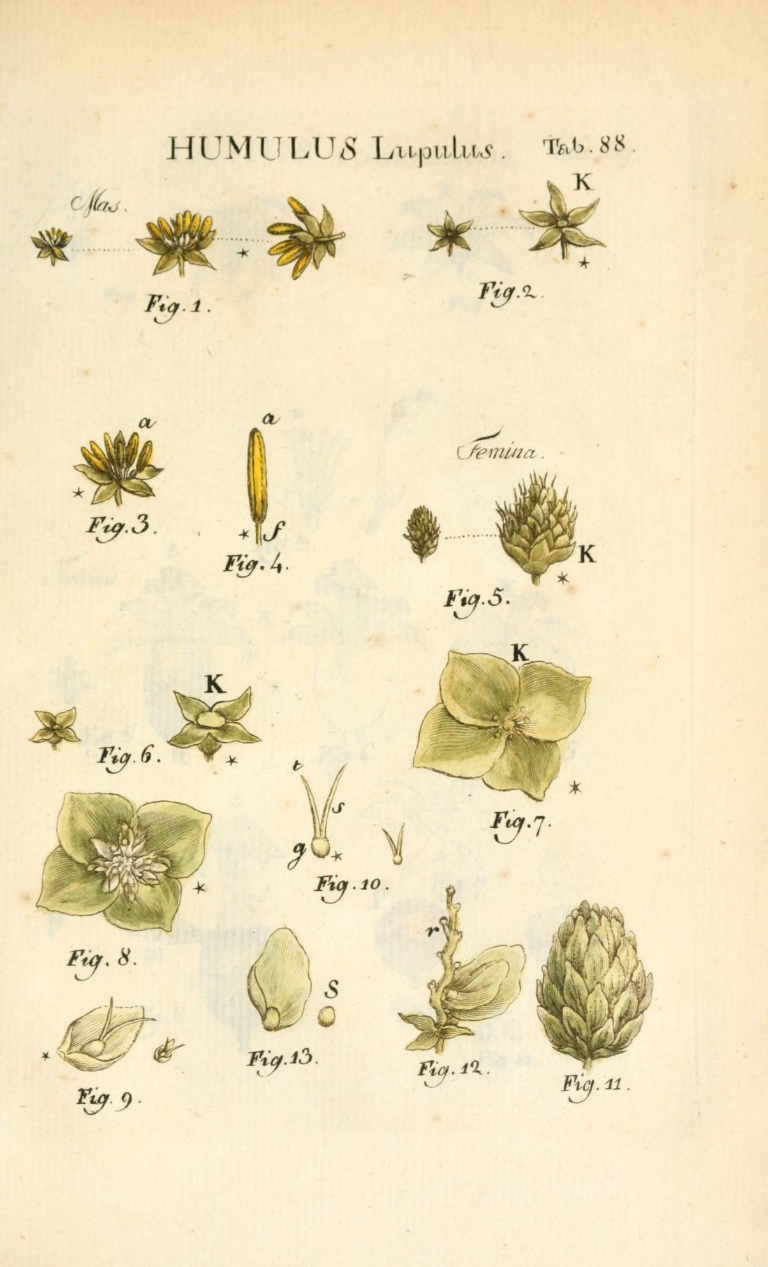 HUMULUS Lupulus. Tab. 88.
Mas.
K
Fig. 1.
Fig. 2.
a
a
Femina.
Fig. 3.
f
Fig. 4.
K
Fig. 5.
K
K
Fig. 6.
t
s
g
Fig. 7.
Fig. 10.
r
Fig. 8.
S
Fig. 13.
Fig. 12.
Fig. 11.
Fig. 9.